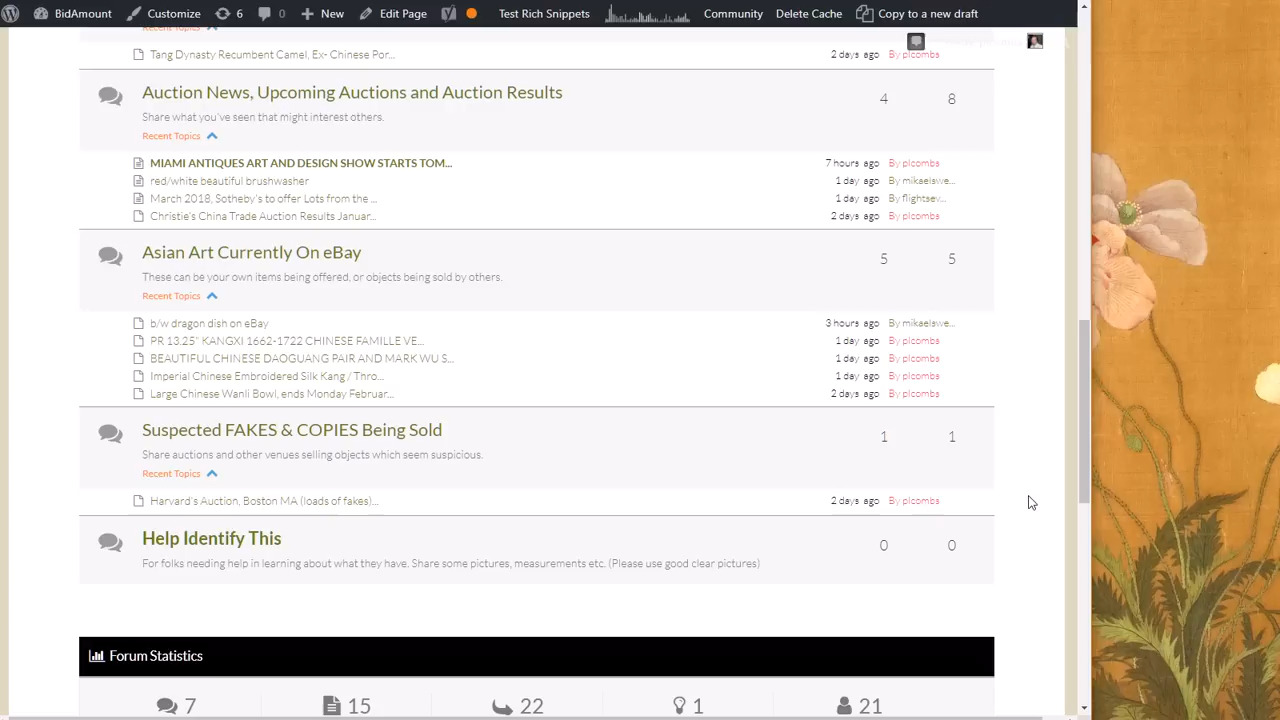 BidAmount Customize 6 0 New Edit Page Test Rich Snippets Community Delete Cache Copy to a new draft
Recent Topics
Tang Dynasty Recumbent Camel, Ex- Chinese Por... 2 days ago By plcombs
Auction News, Upcoming Auctions and Auction Results 4 8
Share what you've seen that might interest others.
Recent Topics
MIAMI ANTIQUES ART AND DESIGN SHOW STARTS TOM... 7 hours ago By plcombs
red/white beautiful brushwasher 1 day ago By mikaelswe...
March 2018, Sotheby's to offer Lots from the ... 1 day ago By flightsev...
Christie's China Trade Auction Results Januar... 2 days ago By plcombs
Asian Art Currently On eBay 5 5
These can be your own items being offered, or objects being sold by others.
Recent Topics
b/w dragon dish on eBay 3 hours ago By mikaelswe...
PR 13.25" KANGXI 1662-1722 CHINESE FAMILLE VE... 1 day ago By plcombs
BEAUTIFUL CHINESE DAOGUANG PAIR AND MARK WU S... 1 day ago By plcombs
Imperial Chinese Embroidered Silk Kang / Thro... 1 day ago By plcombs
Large Chinese Wanli Bowl, ends Monday Februar... 2 days ago By plcombs
Suspected FAKES & COPIES Being Sold 1 1
Share auctions and other venues selling objects which seem suspicious.
Recent Topics
Harvard's Auction, Boston MA (loads of fakes)... 2 days ago By plcombs
Help Identify This 0 0
For folks needing help in learning about what they have. Share some pictures, measurements etc. (Please use good clear pictures)
Forum Statistics
7 15 22 1 21